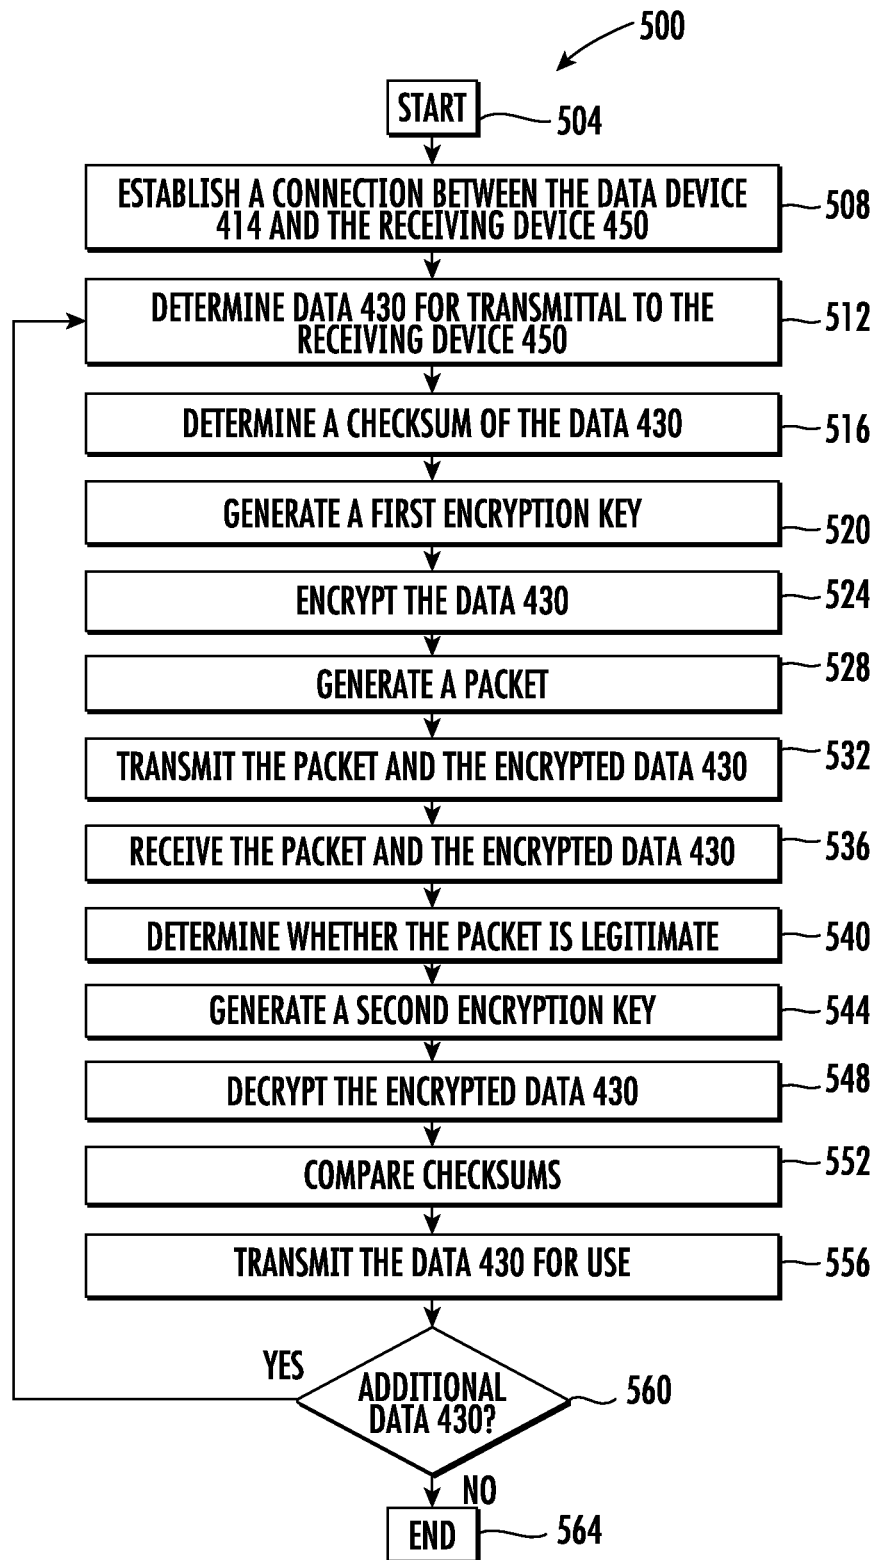 500
START
504
ESTABLISH A CONNECTION BETWEEN THE DATA DEVICE
414 AND THE RECEIVING DEVICE 450
508
DETERMINE DATA 430 FOR TRANSMITTAL TO THE
RECEIVING DEVICE 450
512
DETERMINE A CHECKSUM OF THE DATA 430
516
GENERATE A FIRST ENCRYPTION KEY
520
ENCRYPT THE DATA 430
524
GENERATE A PACKET
528
TRANSMIT THE PACKET AND THE ENCRYPTED DATA 430
532
RECEIVE THE PACKET AND THE ENCRYPTED DATA 430
536
DETERMINE WHETHER THE PACKET IS LEGITIMATE
540
GENERATE A SECOND ENCRYPTION KEY
544
DECRYPT THE ENCRYPTED DATA 430
548
COMPARE CHECKSUMS
552
TRANSMIT THE DATA 430 FOR USE
556
YES
ADDITIONAL
DATA 430?
560
NO
END
564